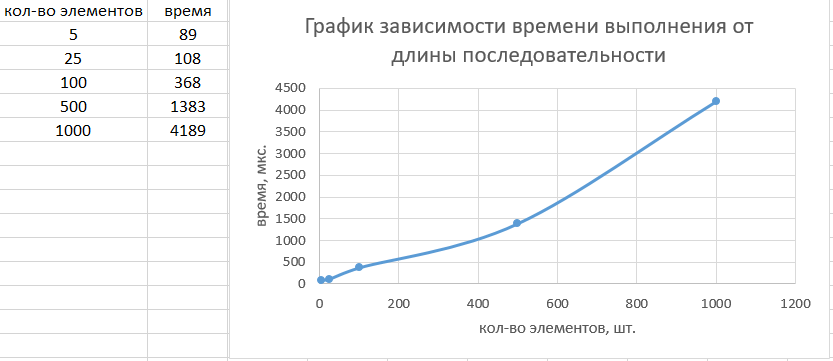 кол-во элементов время
5 89
25 108
100 368
500 1383
1000 4189
График зависимости времени выполнения от
длины последовательности
4500
4000
3500
3000
2500
2000
1500
1000
500
0
время, мкс.
0 200 400 600 800 1000 1200
кол-во элементов, шт.